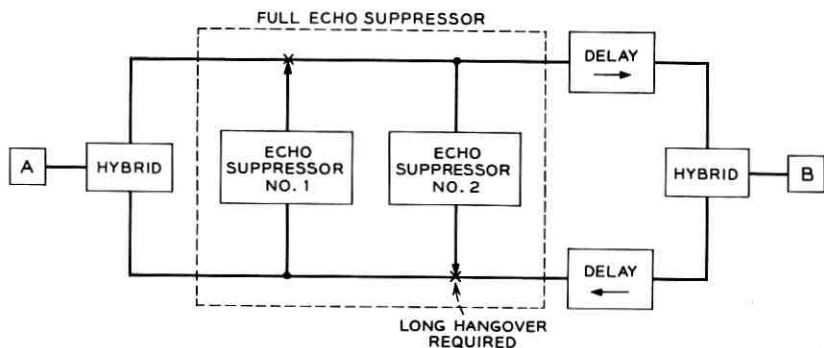 FULL ECHO SUPPRESSOR
DELAY
A
HYBRID
ECHO
SUPPRESSOR
NO. 1
ECHO
SUPPRESSOR
NO. 2
HYBRID
B
DELAY
LONG HANGOVER
REQUIRED